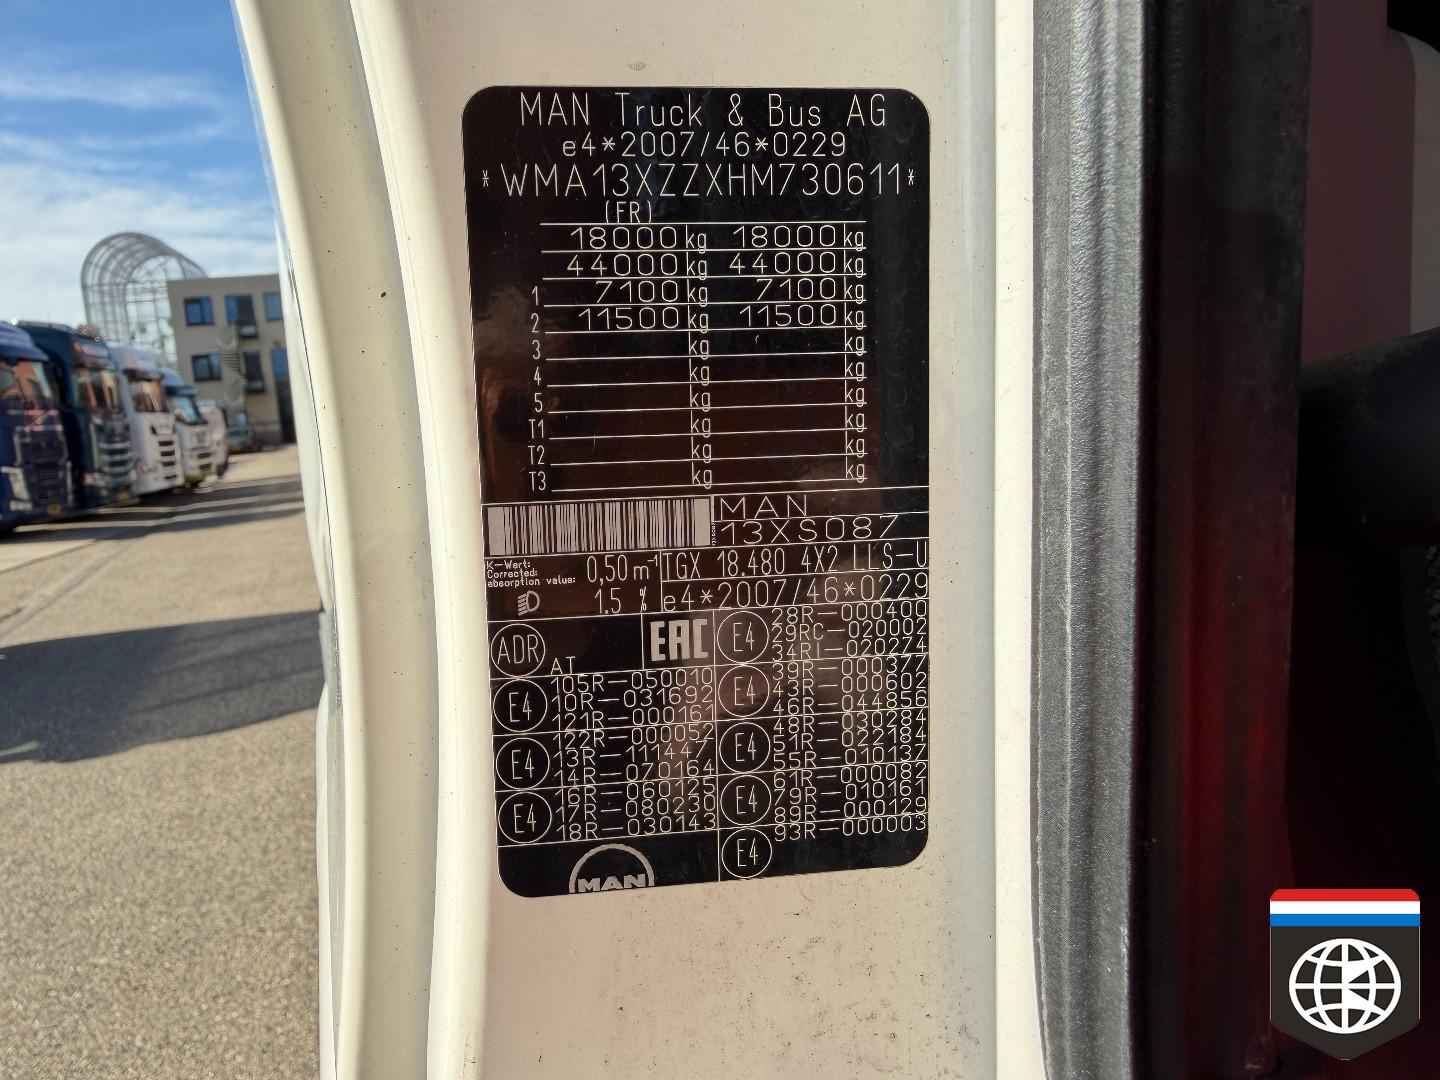 MAN Truck & Bus AG
e4*2007/46*0229
*WMA13XZZXHM730611*
(FR)
18000kg 18000kg
44000kg 44000kg
1 7100kg 7100kg
2 11500kg 11500kg
3 kg kg
4 kg kg
5 kg kg
T1 kg kg
T2 kg kg
T3 kg kg
MAN
13XS087
K-Wert:
Corrected:
absorption value: 0,50 m⁻¹
TGX 18.480 4X2 LLS-U
1.5 %
e4*2007/46*0229
ADR
AT
EAC
E4
105R-050010
10R-031692
121R-000161
E4
122R-000052
13R-111447
14R-070164
E4
16R-060125
17R-080230
18R-030143
E4
28R-000400
29RC-020002
34RI-020274
E4
39R-000377
43R-000602
46R-044856
E4
48R-030284
51R-022184
55R-010137
E4
61R-000082
79R-010161
89R-000129
E4
93R-000003
MAN